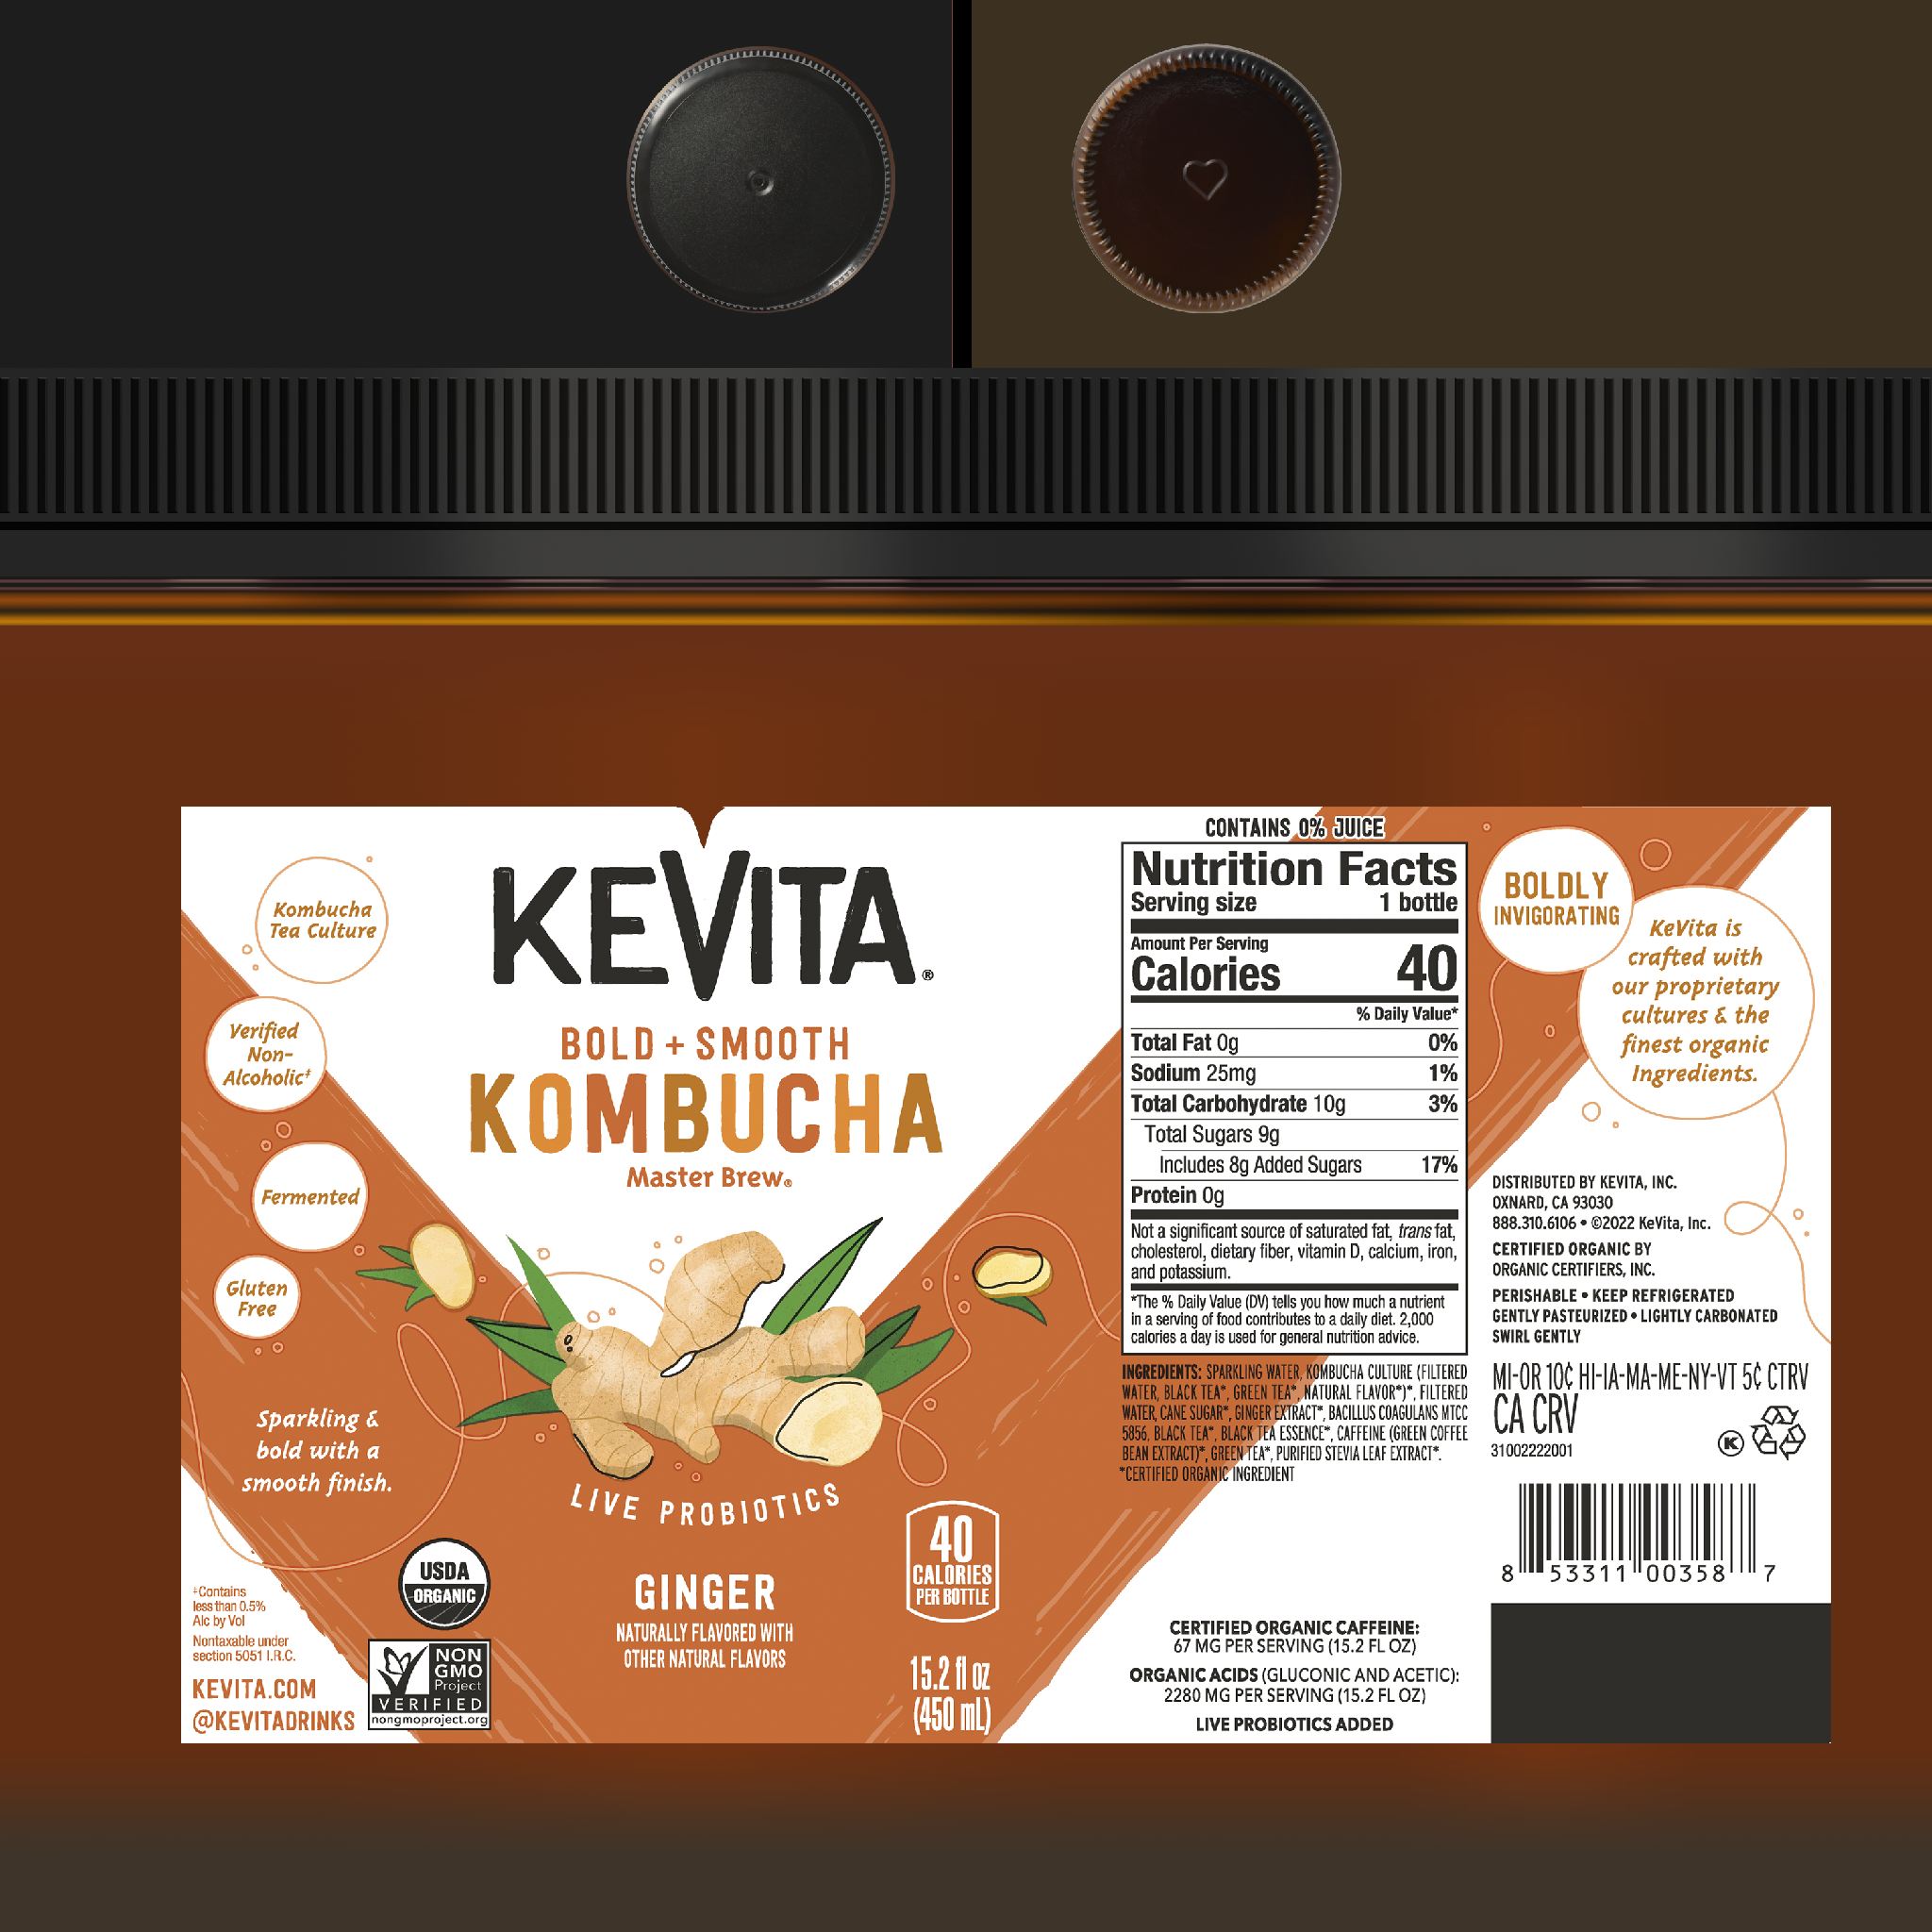 Kombucha
Tea Culture
Verified
Non-
Alcoholic‡
Fermented
Gluten
Free
Sparkling &
bold with a
smooth finish.
‡Contains
less than 0.5%
Alc by Vol
Nontaxable under
section 5051 I.R.C.
KEVITA.COM
@KEVITADRINKS
USDA
ORGANIC
NON
GMO
Project
VERIFIED
nongmoproject.org
KEVITA®
BOLD + SMOOTH
KOMBUCHA
Master Brew®
LIVE PROBIOTICS
GINGER
NATURALLY FLAVORED WITH
OTHER NATURAL FLAVORS
40
CALORIES
PER BOTTLE
15.2 fl oz
(450 mL)
CONTAINS 0% JUICE
Nutrition Facts
Serving size 1 bottle
Amount Per Serving
Calories 40
% Daily Value*
Total Fat 0g 0%
Sodium 25mg 1%
Total Carbohydrate 10g 3%
Total Sugars 9g
Includes 8g Added Sugars 17%
Protein 0g
Not a significant source of saturated fat, trans fat,
cholesterol, dietary fiber, vitamin D, calcium, iron,
and potassium.
*The % Daily Value (DV) tells you how much a nutrient
in a serving of food contributes to a daily diet. 2,000
calories a day is used for general nutrition advice.
INGREDIENTS: SPARKLING WATER, KOMBUCHA CULTURE (FILTERED
WATER, BLACK TEA*, GREEN TEA*, NATURAL FLAVOR*)*, FILTERED
WATER, CANE SUGAR*, GINGER EXTRACT*, BACILLUS COAGULANS MTCC
5856, BLACK TEA*, BLACK TEA ESSENCE*, CAFFEINE (GREEN COFFEE
BEAN EXTRACT)*, GREEN TEA*, PURIFIED STEVIA LEAF EXTRACT*.
*CERTIFIED ORGANIC INGREDIENT
CERTIFIED ORGANIC CAFFEINE:
67 MG PER SERVING (15.2 FL OZ)
ORGANIC ACIDS (GLUCONIC AND ACETIC):
2280 MG PER SERVING (15.2 FL OZ)
LIVE PROBIOTICS ADDED
BOLDLY
INVIGORATING
KeVita is
crafted with
our proprietary
cultures & the
finest organic
Ingredients.
DISTRIBUTED BY KEVITA, INC.
OXNARD, CA 93030
888.310.6106 • ©2022 KeVita, Inc.
CERTIFIED ORGANIC BY
ORGANIC CERTIFIERS, INC.
PERISHABLE • KEEP REFRIGERATED
GENTLY PASTEURIZED • LIGHTLY CARBONATED
SWIRL GENTLY
MI-OR 10¢ HI-IA-MA-ME-NY-VT 5¢ CTRV
CA CRV
31002222001
K
8 53311 00358 7